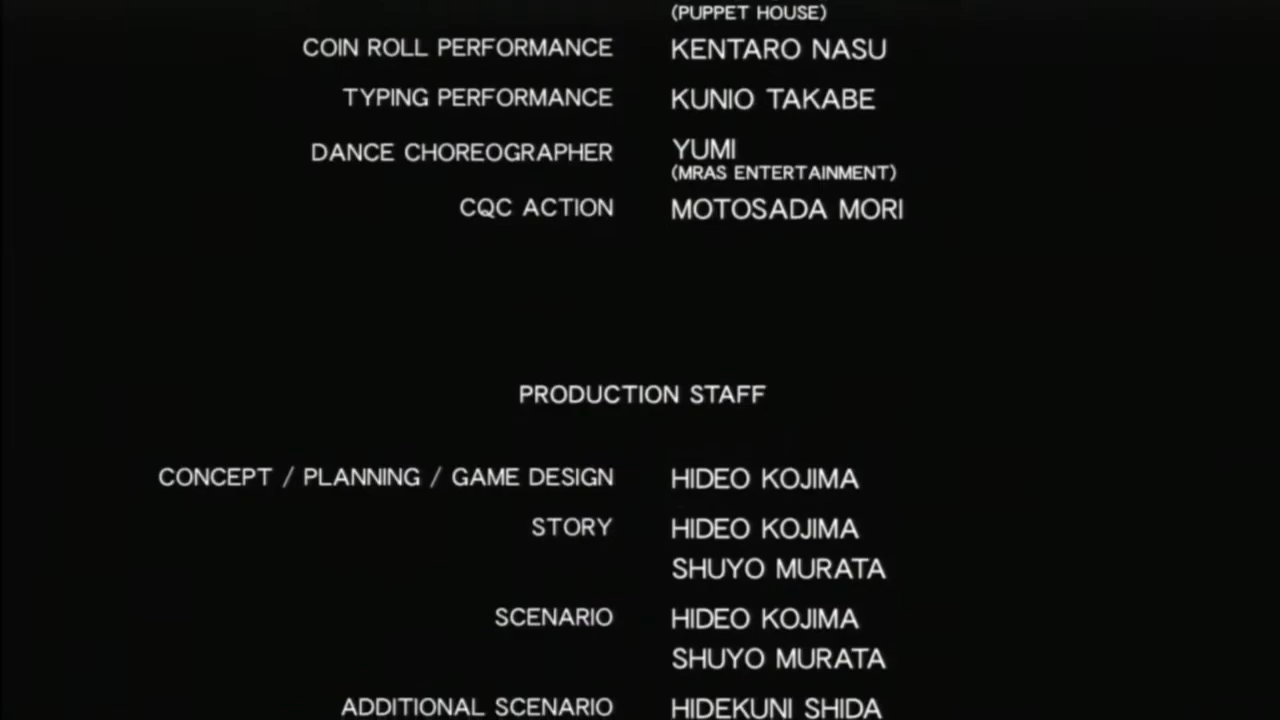 (PUPPET HOUSE)
COIN ROLL PERFORMANCE KENTARO NASU
TYPING PERFORMANCE KUNIO TAKABE
DANCE CHOREOGRAPHER YUMI
(MRAS ENTERTAINMENT)
CQC ACTION MOTOSADA MORI
PRODUCTION STAFF
CONCEPT / PLANNING / GAME DESIGN HIDEO KOJIMA
STORY HIDEO KOJIMA
SHUYO MURATA
SCENARIO HIDEO KOJIMA
SHUYO MURATA
ADDITIONAL SCENARIO HIDEKUNI SHIDA